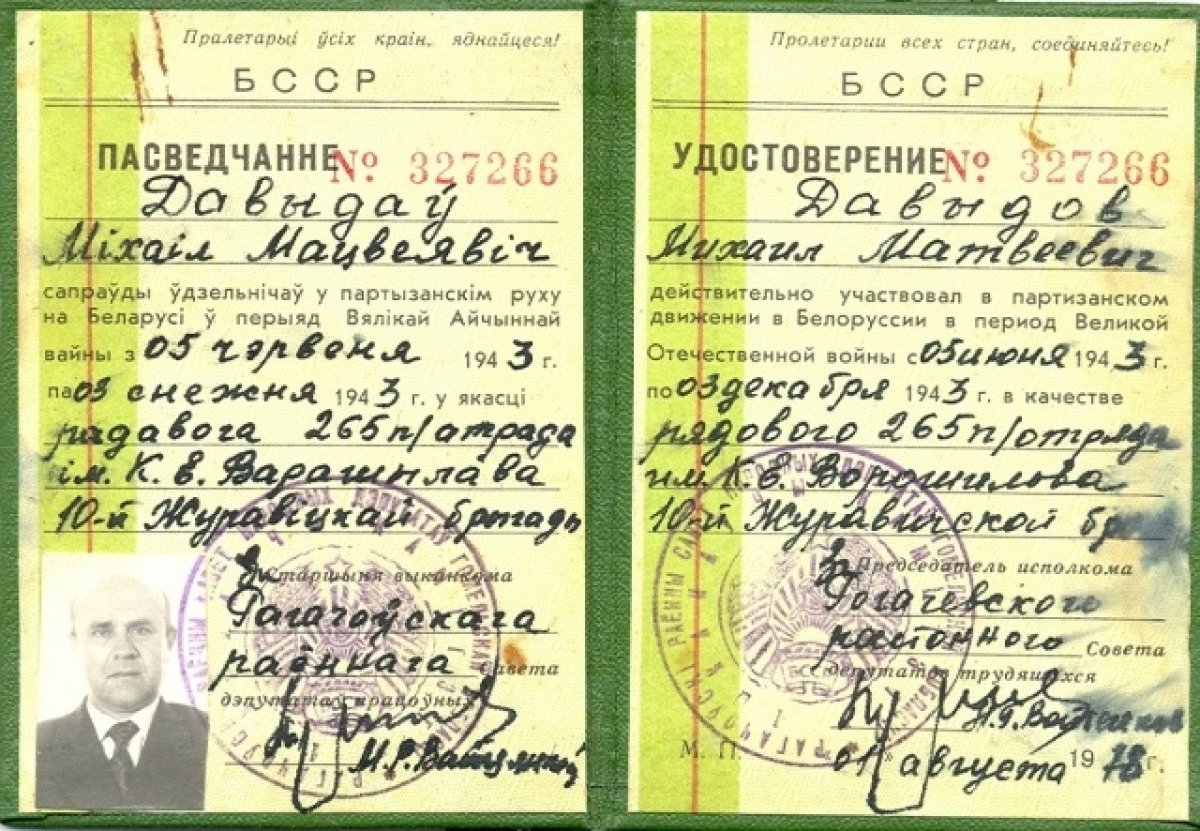 Пралетарыі ўсіх краін, яднайцеся!
БССР
ПАСВЕДЧАННЕ № 327266
Давыдаў
Міхаіл Мацвеявіч
сапраўды ўдзельнічаў у партызанскім руху
на Беларусі ў перыяд Вялікай Айчыннай
вайны з 05 чэрвеня 1943 г.
па 03 снежня 1943 г. у якасці
радавога 265 п/атрада
ім. К. Е. Варашылава
10-й Журавіцкай брыгады
Старшыня выканкома
Рагачоўскага
раённага Савета
дэпутатаў працоўных
Пролетарии всех стран, соединяйтесь!
БССР
УДОСТОВЕРЕНИЕ № 327266
Давыдов
Михаил Матвеевич
действительно участвовал в партизанском
движении в Белоруссии в период Великой
Отечественной войны с 05 июня 1943 г.
по 03 декабря 1943 г. в качестве
рядового 265 п/отряда
им. К. Е. Ворошилова
10-й Журавичской
Председатель исполкома
Рогачевского
районного Совета
депутатов трудящихся
М. П. 01 августа 1978 г.